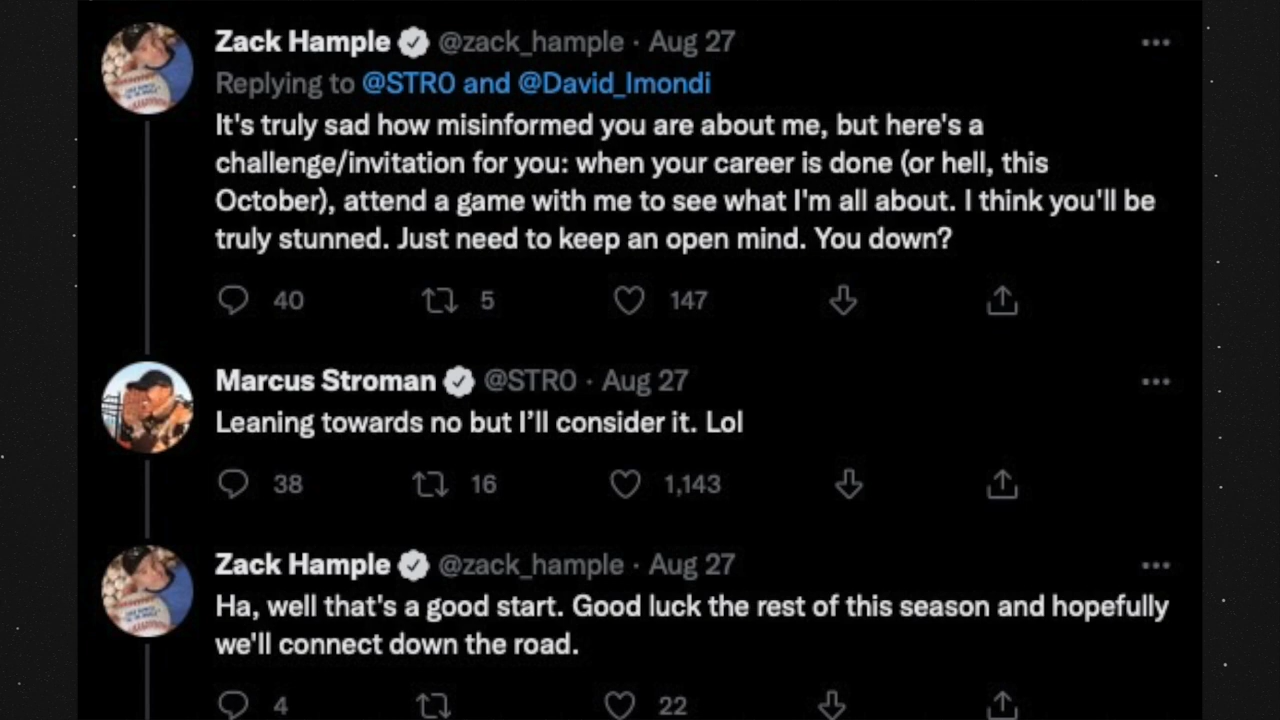 Zack Hample @zack_hample · Aug 27
Replying to @STR0 and @David_Imondi
It's truly sad how misinformed you are about me, but here's a
challenge/invitation for you: when your career is done (or hell, this
October), attend a game with me to see what I'm all about. I think you'll be
truly stunned. Just need to keep an open mind. You down?
40 5 147
Marcus Stroman @STR0 · Aug 27
Leaning towards no but I’ll consider it. Lol
38 16 1,143
Zack Hample @zack_hample · Aug 27
Ha, well that's a good start. Good luck the rest of this season and hopefully
we'll connect down the road.
4 22